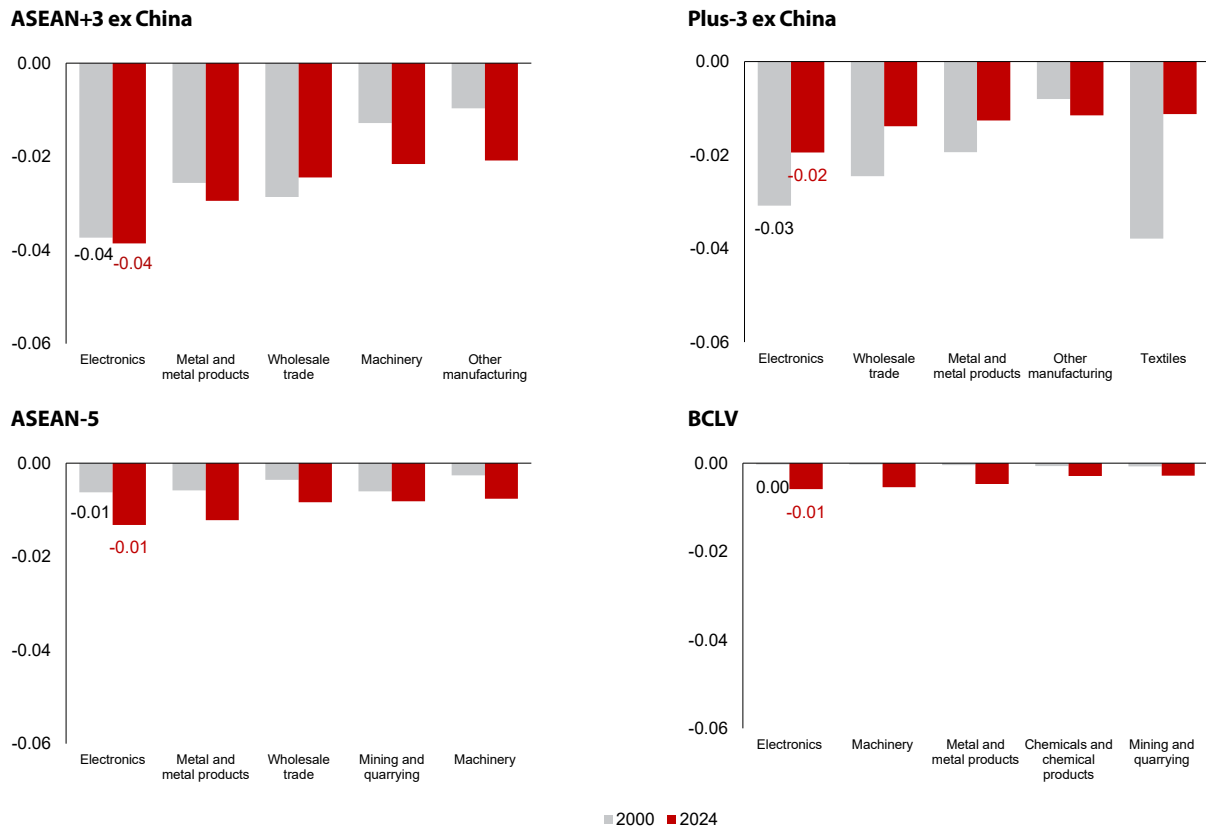 ASEAN+3 ex China
0.00
-0.02
-0.04
-0.06
-0.04
-0.04
Electronics
Metal and
metal products
Wholesale
trade
Machinery
Other
manufacturing
Plus-3 ex China
0.00
-0.02
-0.04
-0.06
-0.03
-0.02
Electronics
Wholesale
trade
Metal and
metal products
Other
manufacturing
Textiles
ASEAN-5
0.00
-0.02
-0.04
-0.06
-0.01
-0.01
Electronics
Metal and
metal products
Wholesale
trade
Mining and
quarrying
Machinery
BCLV
0.00
-0.02
-0.04
-0.06
0.00
-0.01
Electronics
Machinery
Metal and
metal products
Chemicals and
chemical
products
Mining and
quarrying
2000 2024